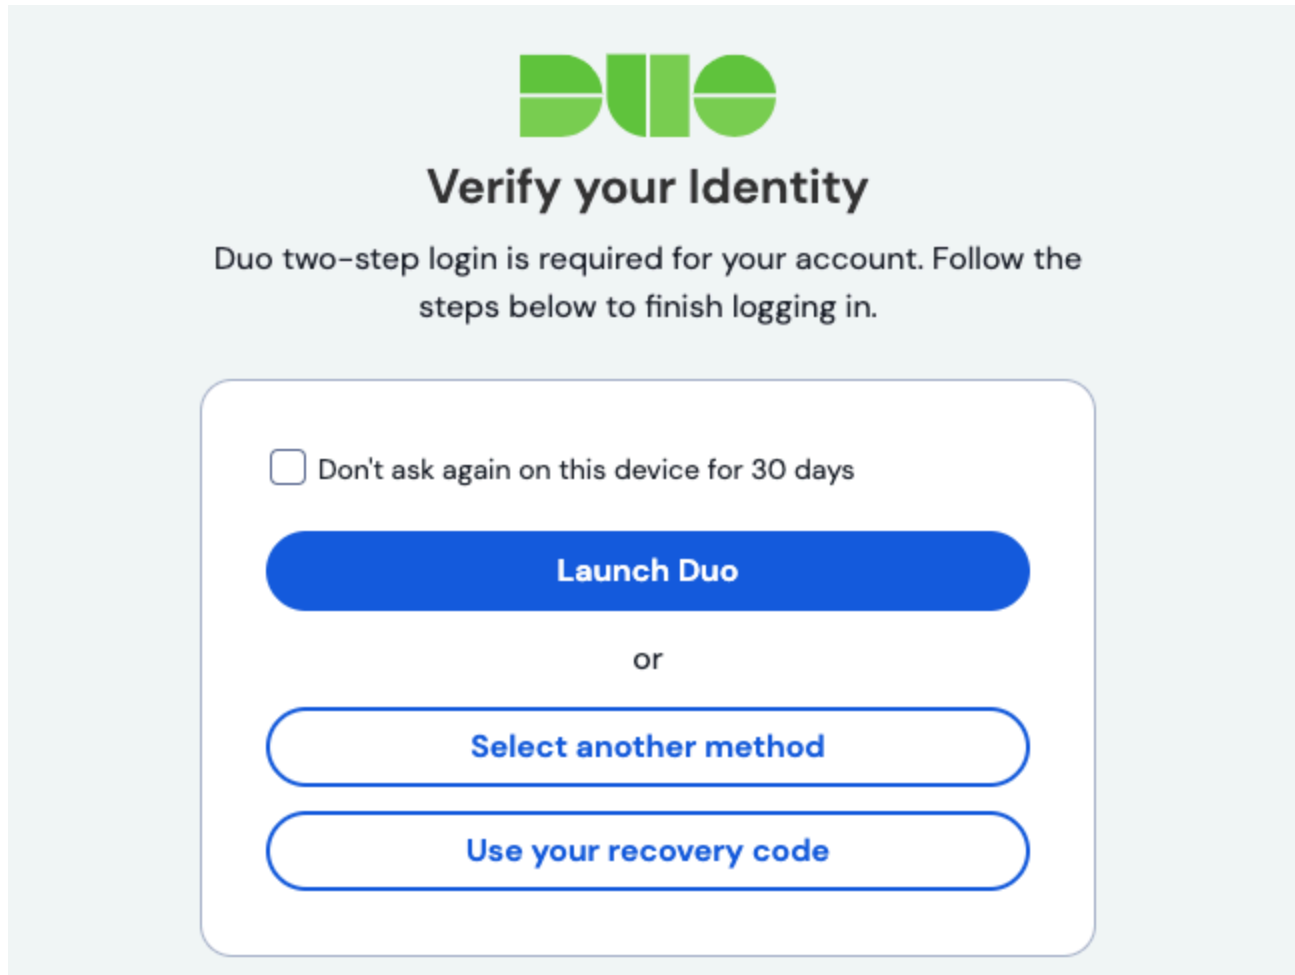 DUO
Verify your Identity
Duo two-step login is required for your account. Follow the
steps below to finish logging in.
Don't ask again on this device for 30 days
Launch Duo
or
Select another method
Use your recovery code